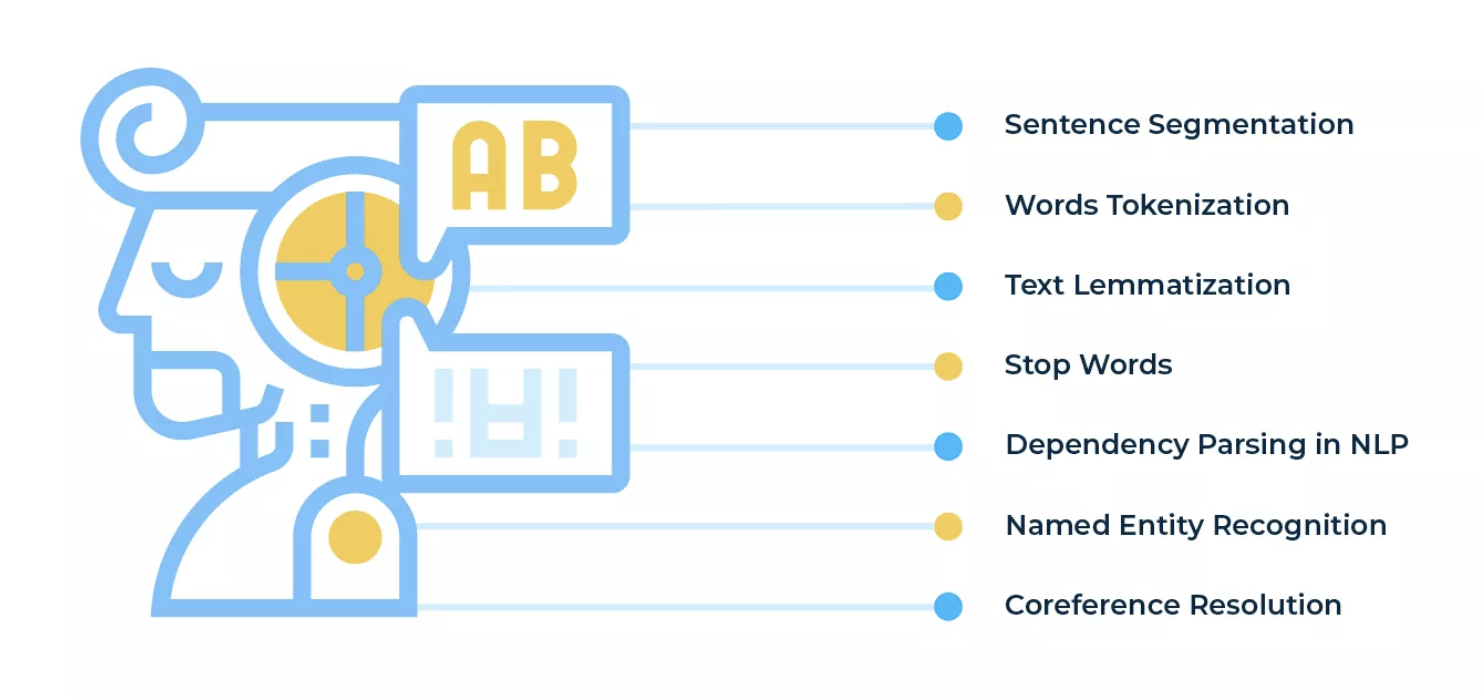 AB
Sentence Segmentation
Words Tokenization
Text Lemmatization
Stop Words
Dependency Parsing in NLP
Named Entity Recognition
Coreference Resolution